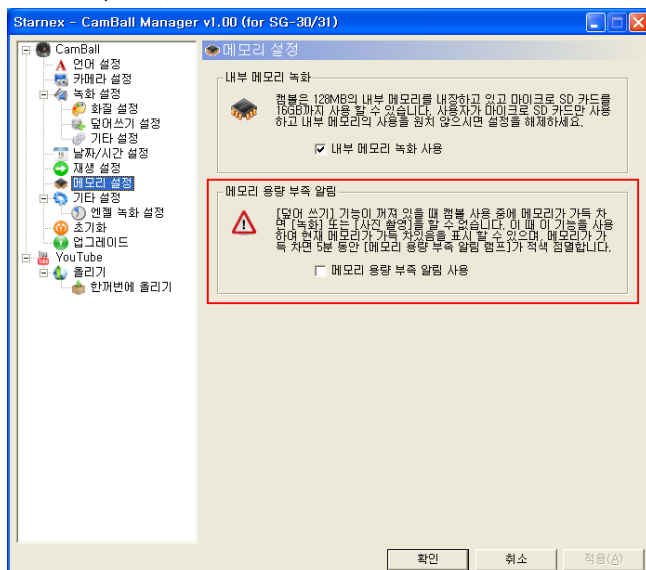 Starnex - CamBall Manager v1.00 (for SG-30/31)
CamBall
언어 설정
카메라 설정
녹화 설정
화질 설정
덮어쓰기 설정
기타 설정
날짜/시간 설정
재생 설정
메모리 설정
기타 설정
엔젤 녹화 설정
초기화
업그레이드
YouTube
올리기
한꺼번에 올리기
메모리 설정
내부 메모리 녹화
캠볼은 128MB의 내부 메모리를 내장하고 있고 마이크로 SD 카드를
16GB까지 사용 할 수 있습니다. 사용자가 마이크로 SD 카드만 사용
하고 내부 메모리의 사용을 원치 않으시면 설정을 해제하세요.
내부 메모리 녹화 사용
메모리 용량 부족 알림
[덮어 쓰기] 기능이 꺼져 있을 때 캠볼 사용 중에 메모리가 가득 차
면 [녹화] 또는 [사진 촬영]을 할 수 없습니다. 이 때 이 기능을 사용
하여 현재 메모리가 가득 차있음을 표시 할 수 있으며, 메모리가 가
득 차면 5분 동안 [메모리 용량 부족 알림 램프]가 적색 점멸합니다.
메모리 용량 부족 알림 사용
확인
취소
적용(A)